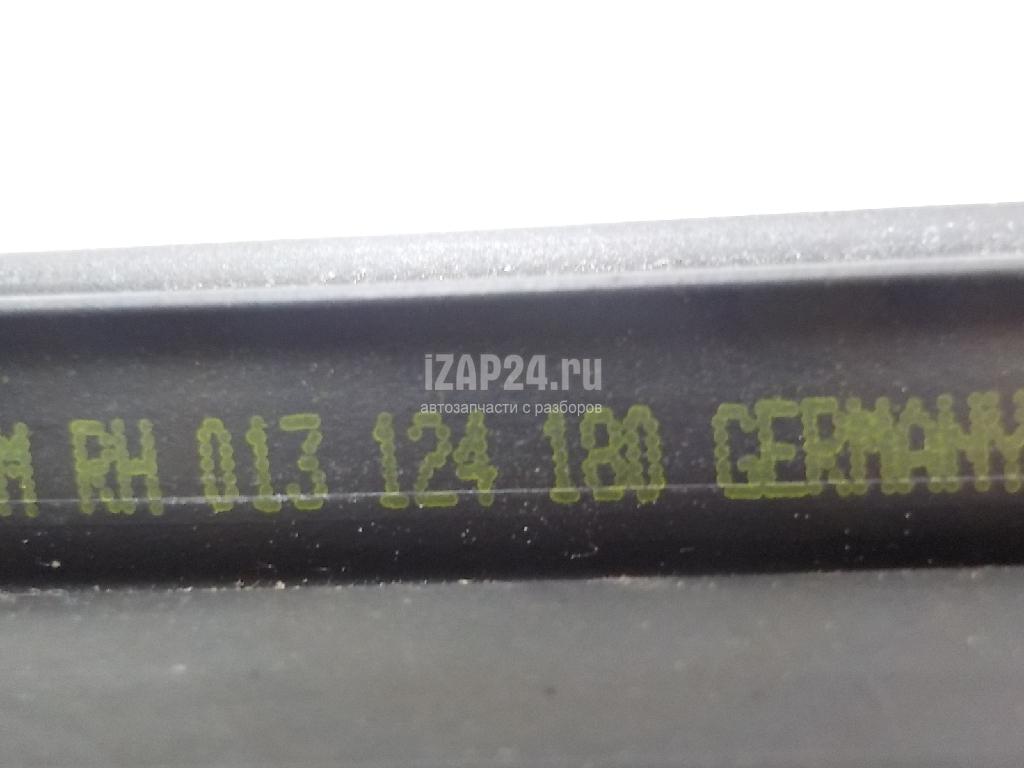 iZAP24.ru
автозапчасти с разборов
M RH 013 124 180 GERMANY